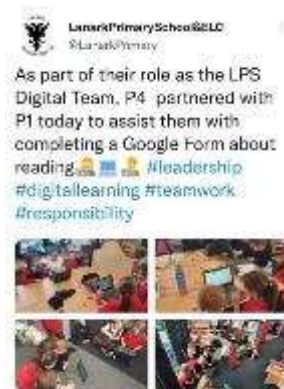 LanarkPrimarySchool&ELC
@LanarkPrimary
As part of their role as the LPS
Digital Team, P4 partnered with
P1 today to assist them with
completing a Google Form about
reading #leadership
#digitallearning #teamwork
#responsibility